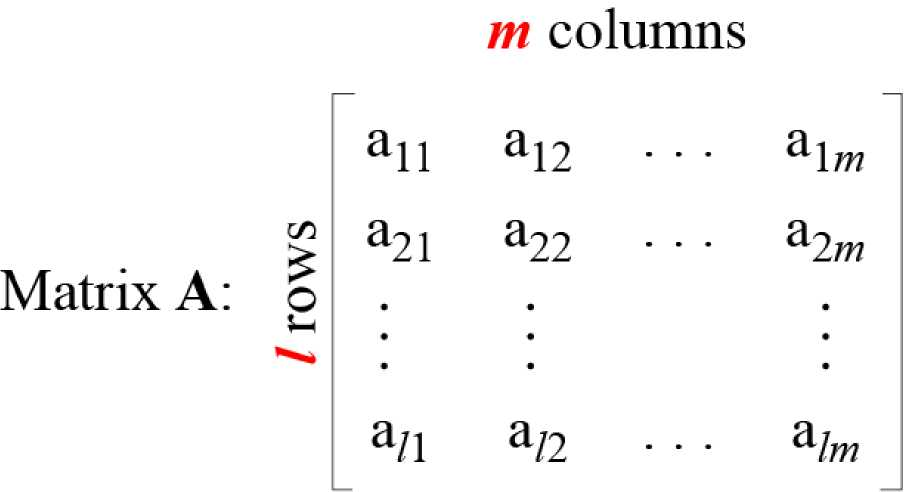 m columns
a11 a12 . . . a1m
a21 a22 . . . a2m
Matrix A: l rows
. . .
. . .
. . .
al1 al2 . . . alm